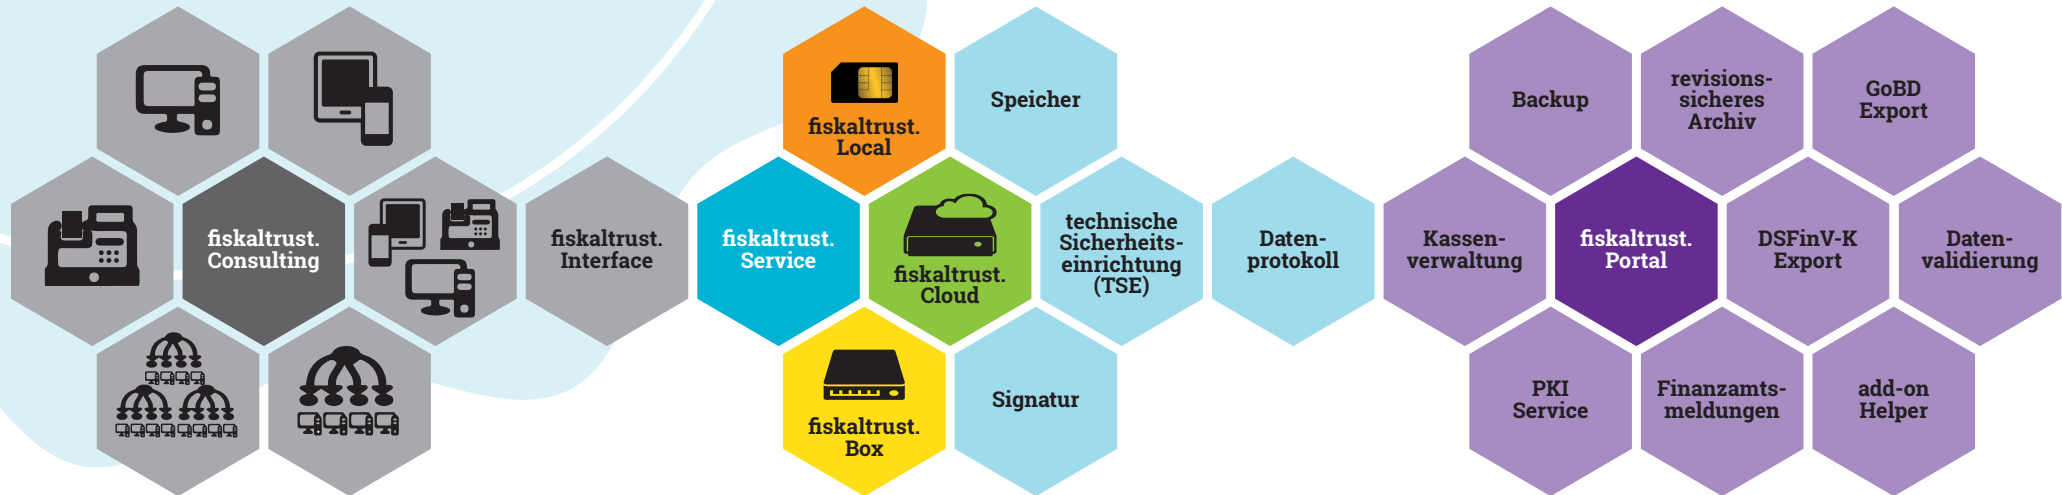 fiskaltrust.
Consulting
fiskaltrust.
Interface
fiskaltrust.
Service
fiskaltrust.
Local
fiskaltrust.
Cloud
fiskaltrust.
Box
Speicher
technische
Sicherheits-
einrichtung
(TSE)
Signatur
Daten-
protokoll
Kassen-
verwaltung
Backup
revisions-
sicheres
Archiv
GoBD
Export
fiskaltrust.
Portal
DSFinV-K
Export
Daten-
validierung
PKI
Service
Finanzamts-
meldungen
add-on
Helper